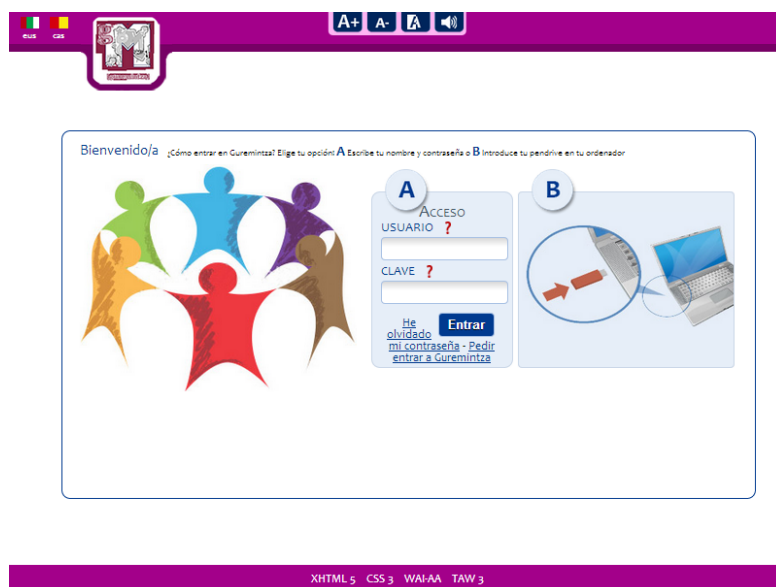 eus cas
A+ A- A
gM
Bienvenido/a ¿Cómo entrar en Guremintza? Elige tu opción: A Escribe tu nombre y contraseña o B Introduce tu pendrive en tu ordenador
A
ACCESO
USUARIO ?
CLAVE ?
He olvidado mi contraseña - Pedir entrar a Guremintza
Entrar
B
XHTML 5 CSS 3 WAI-AA TAW 3